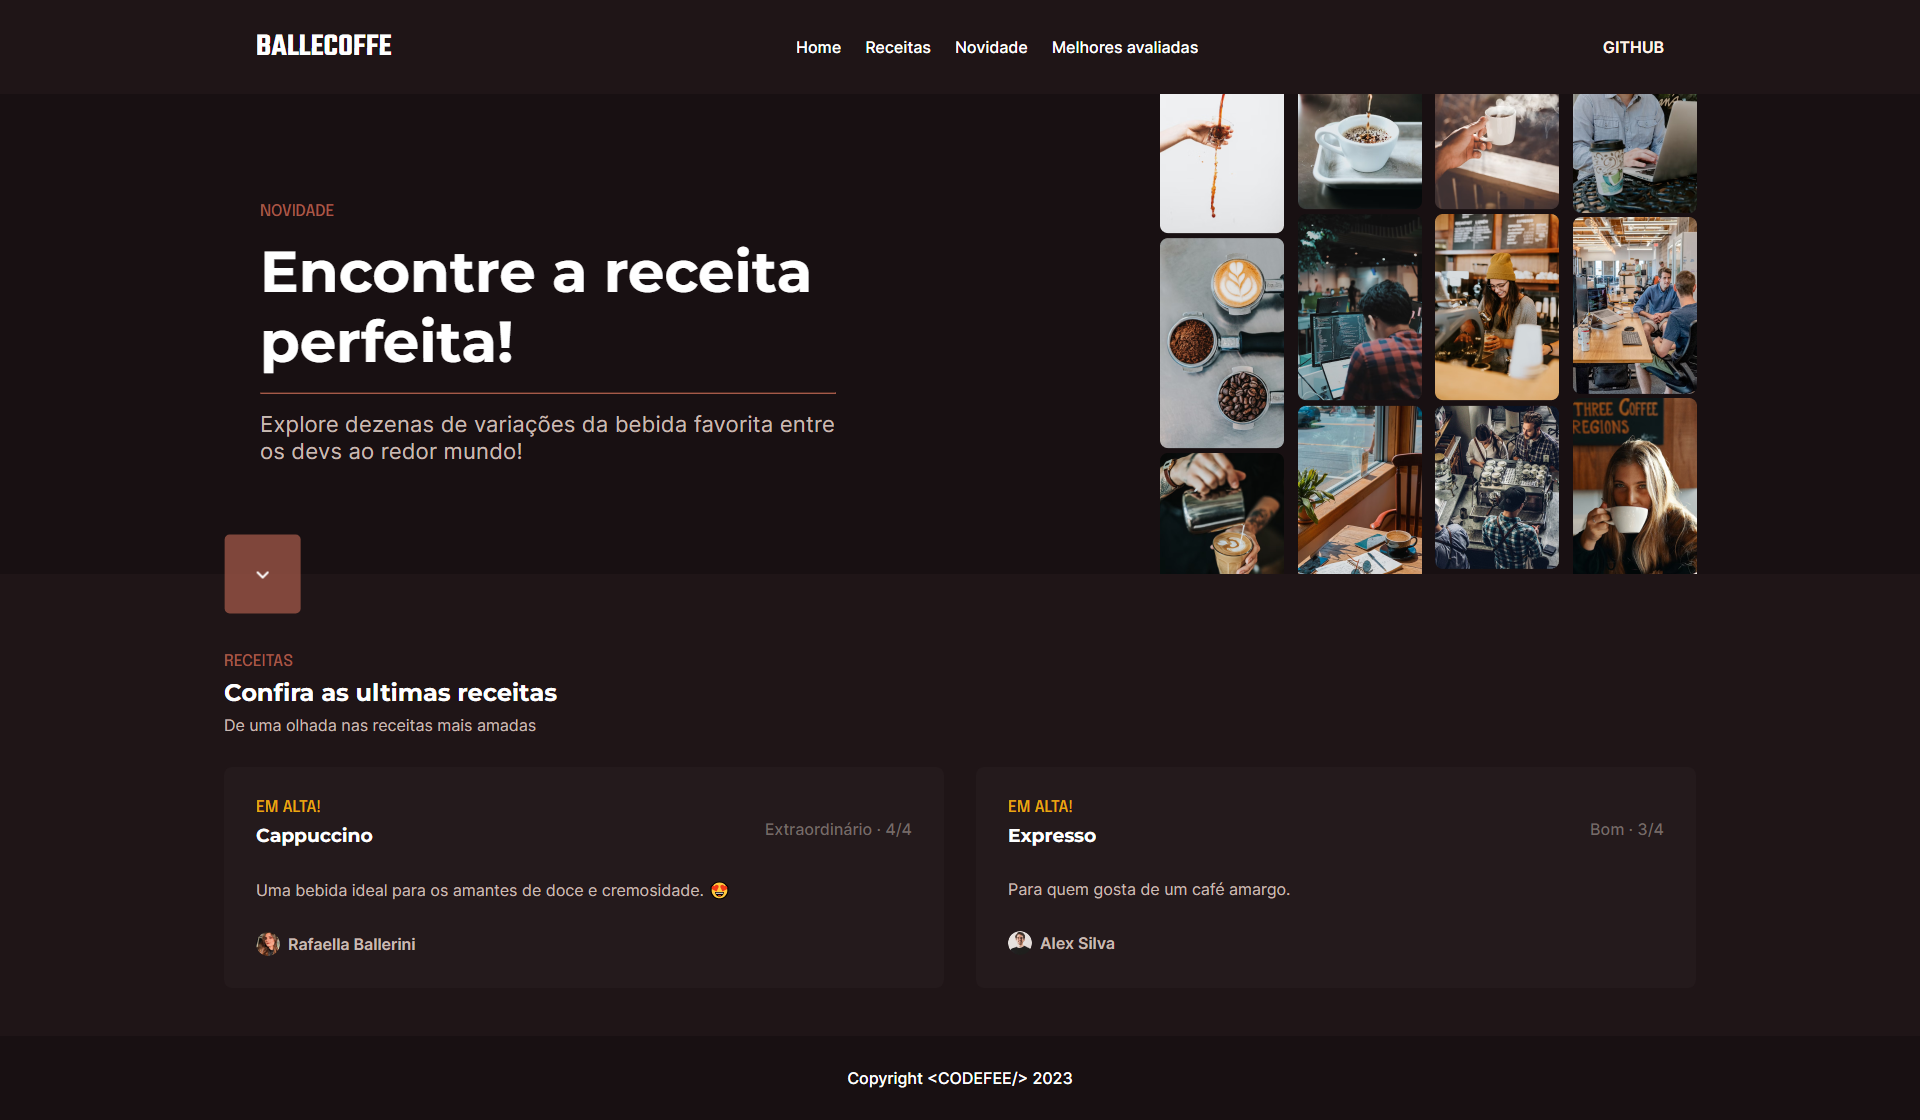 BALLECOFFE
Home Receitas Novidade Melhores avaliadas
GITHUB
NOVIDADE
Encontre a receita
perfeita!
Explore dezenas de variações da bebida favorita entre
os devs ao redor mundo!
THREE COFFEE
REGIONS
RECEITAS
Confira as ultimas receitas
De uma olhada nas receitas mais amadas
EM ALTA!
Cappuccino
Extraordinário · 4/4
Uma bebida ideal para os amantes de doce e cremosidade. 😍
Rafaella Ballerini
EM ALTA!
Expresso
Bom · 3/4
Para quem gosta de um café amargo.
Alex Silva
Copyright <CODEFEE/> 2023